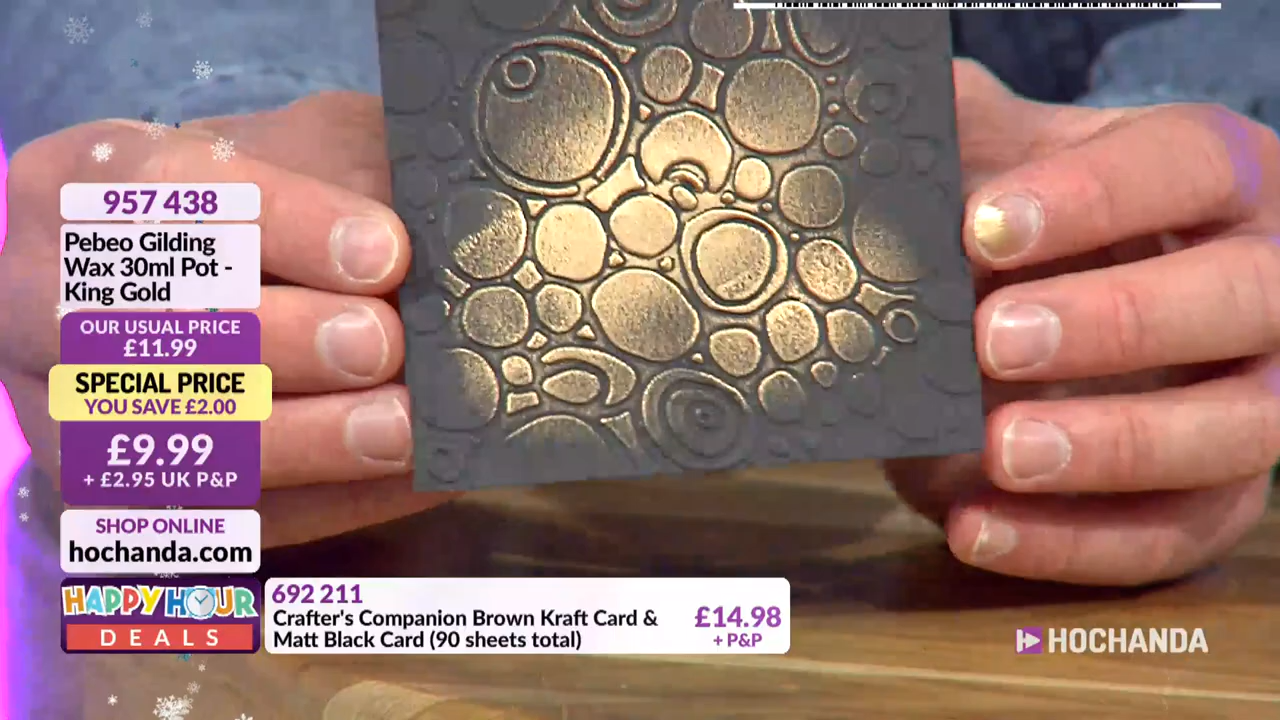 957 438
Pebeo Gilding
Wax 30ml Pot -
King Gold
OUR USUAL PRICE
£11.99
SPECIAL PRICE
YOU SAVE £2.00
£9.99
+ £2.95 UK P&P
SHOP ONLINE
hochanda.com
HAPPY HOUR
DEALS
692 211
Crafter's Companion Brown Kraft Card &
Matt Black Card (90 sheets total)
£14.98
+ P&P
HOCHANDA